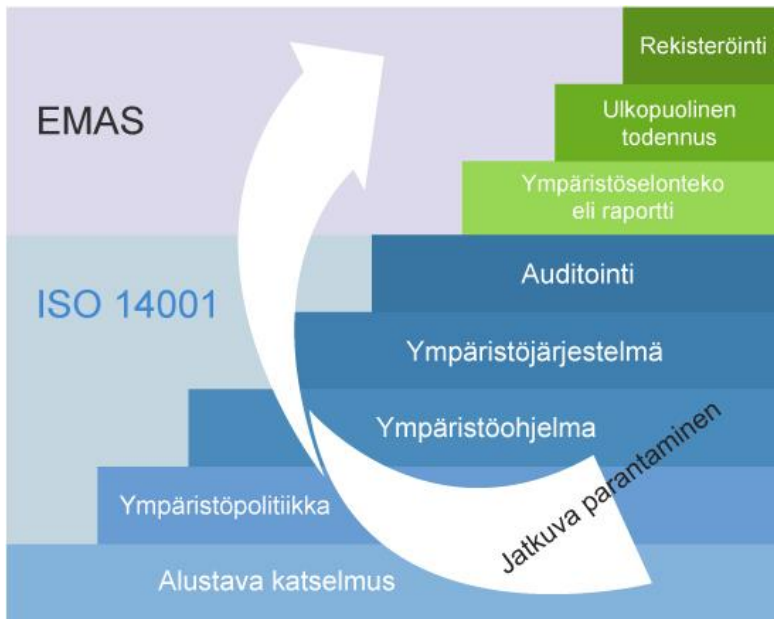 Rekisteröinti
EMAS
Ulkopuolinen
todennus
Ympäristöselonteko
eli raportti
ISO 14001
Auditointi
Ympäristöjärjestelmä
Ympäristöohjelma
Jatkuva parantaminen
Ympäristöpolitiikka
Alustava katselmus